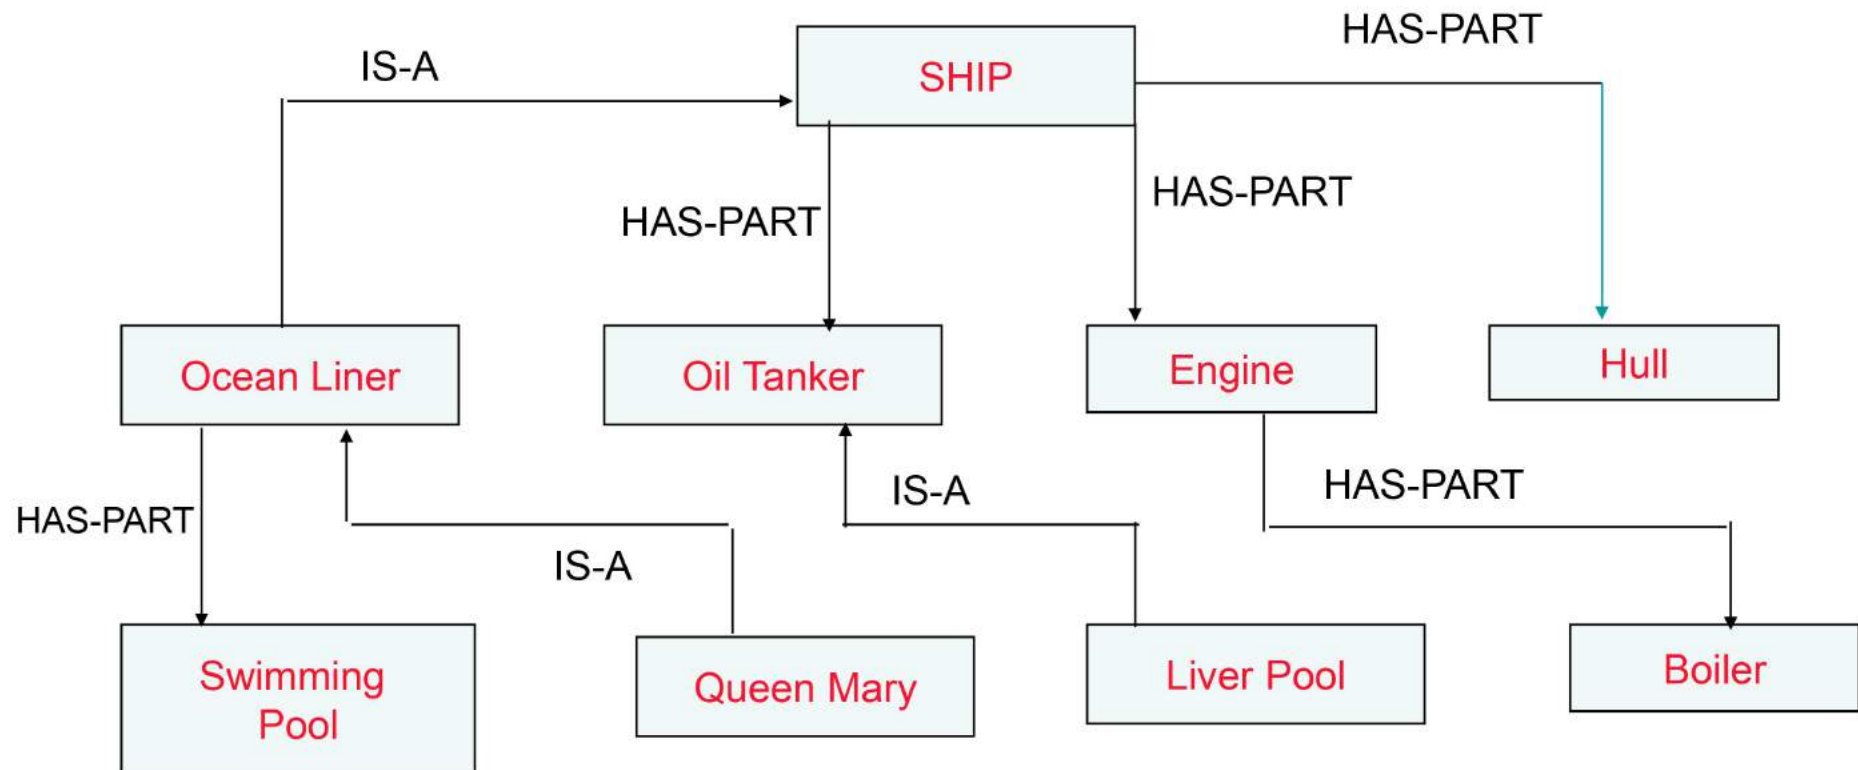 HAS-PART
IS-A
SHIP
HAS-PART
HAS-PART
Ocean Liner
Oil Tanker
Engine
Hull
HAS-PART
IS-A
HAS-PART
IS-A
Swimming
Pool
Queen Mary
Liver Pool
Boiler